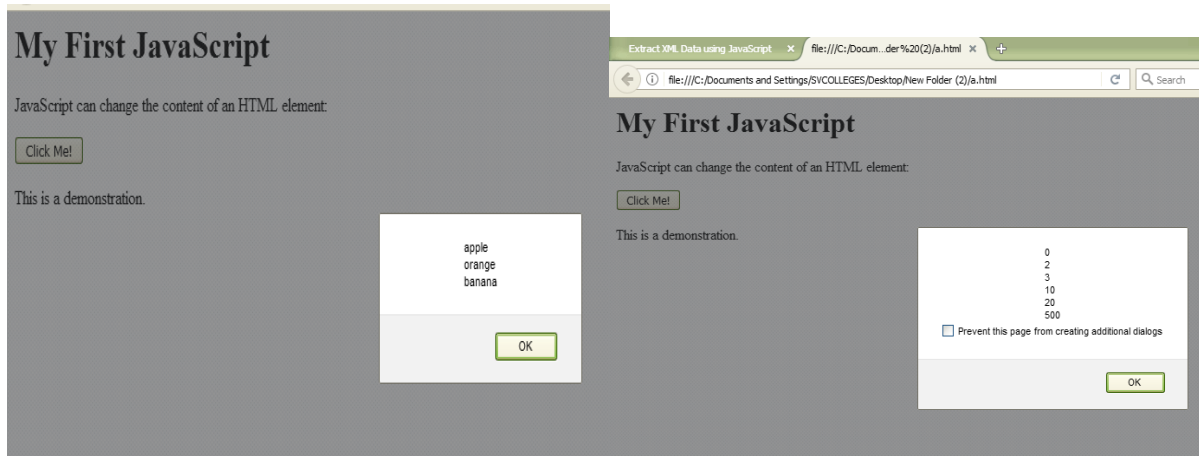 My First JavaScript
JavaScript can change the content of an HTML element:
Click Me!
This is a demonstration.
apple
orange
banana
OK
Extract XML Data using JavaScript
file:///C:/Docum...der%20(2)/a.html
file:///C:/Documents and Settings/SVCOLLEGES/Desktop/New Folder (2)/a.html
Search
My First JavaScript
JavaScript can change the content of an HTML element:
Click Me!
This is a demonstration.
0
2
3
10
20
500
Prevent this page from creating additional dialogs
OK